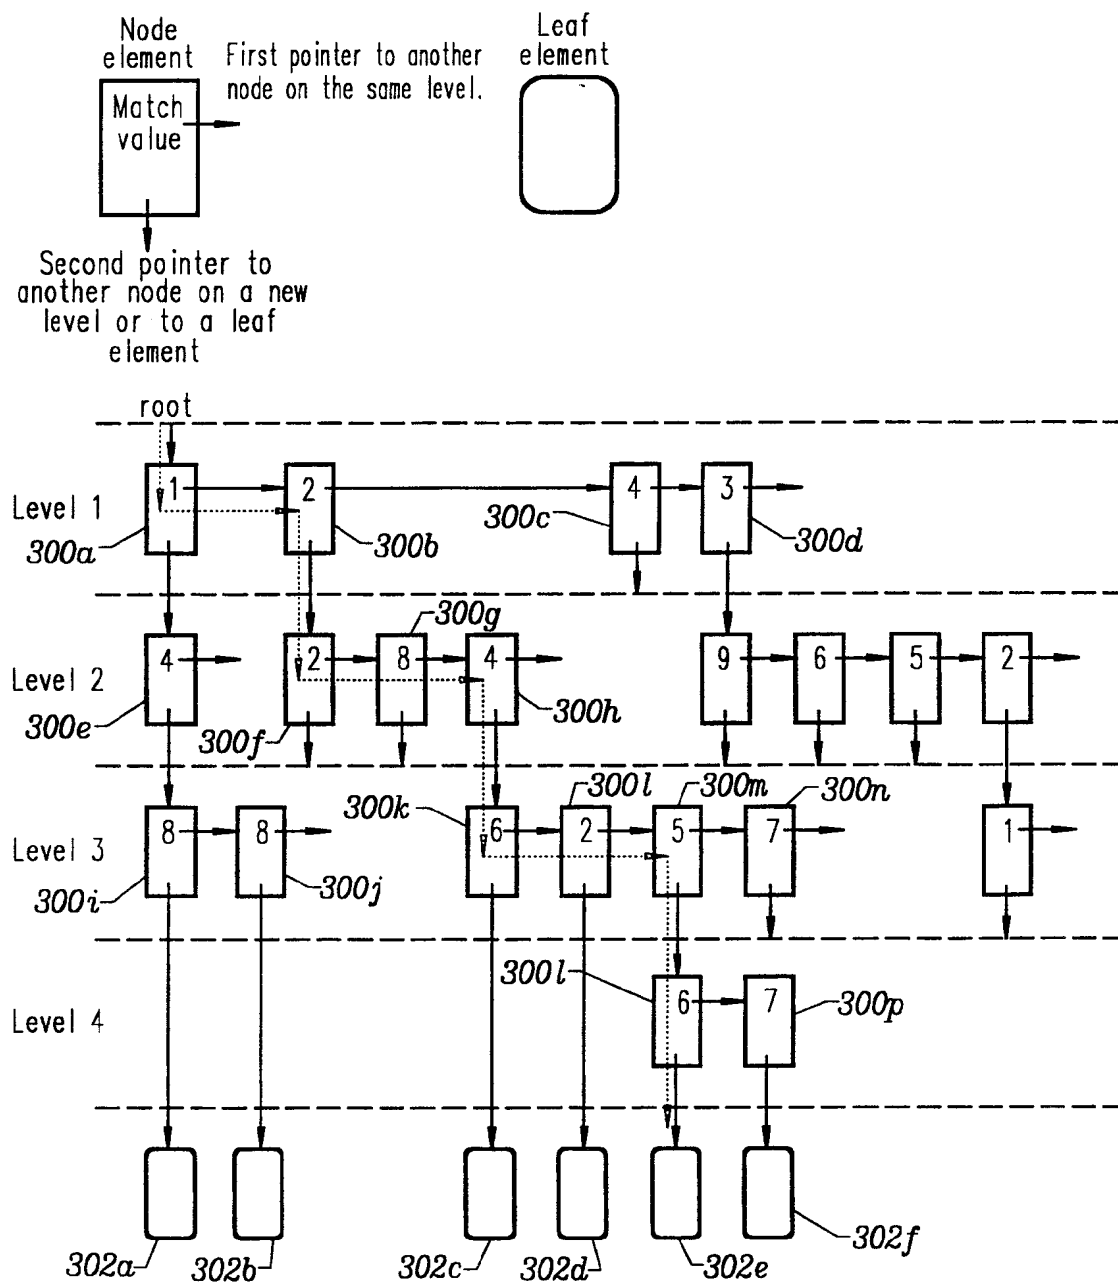 Node
element
First pointer to another
node on the same level.
Leaf
element
Match
value
Second pointer to
another node on a new
level or to a leaf
element
root
Level 1
1
2
4
3
300a
300b
300c
300d
Level 2
4
2
8
4
9
6
5
2
300e
300f
300g
300h
Level 3
8
8
6
2
5
7
1
300i
300j
300k
300l
300m
300n
Level 4
300l
6
7
300p
302a
302b
302c
302d
302e
302f